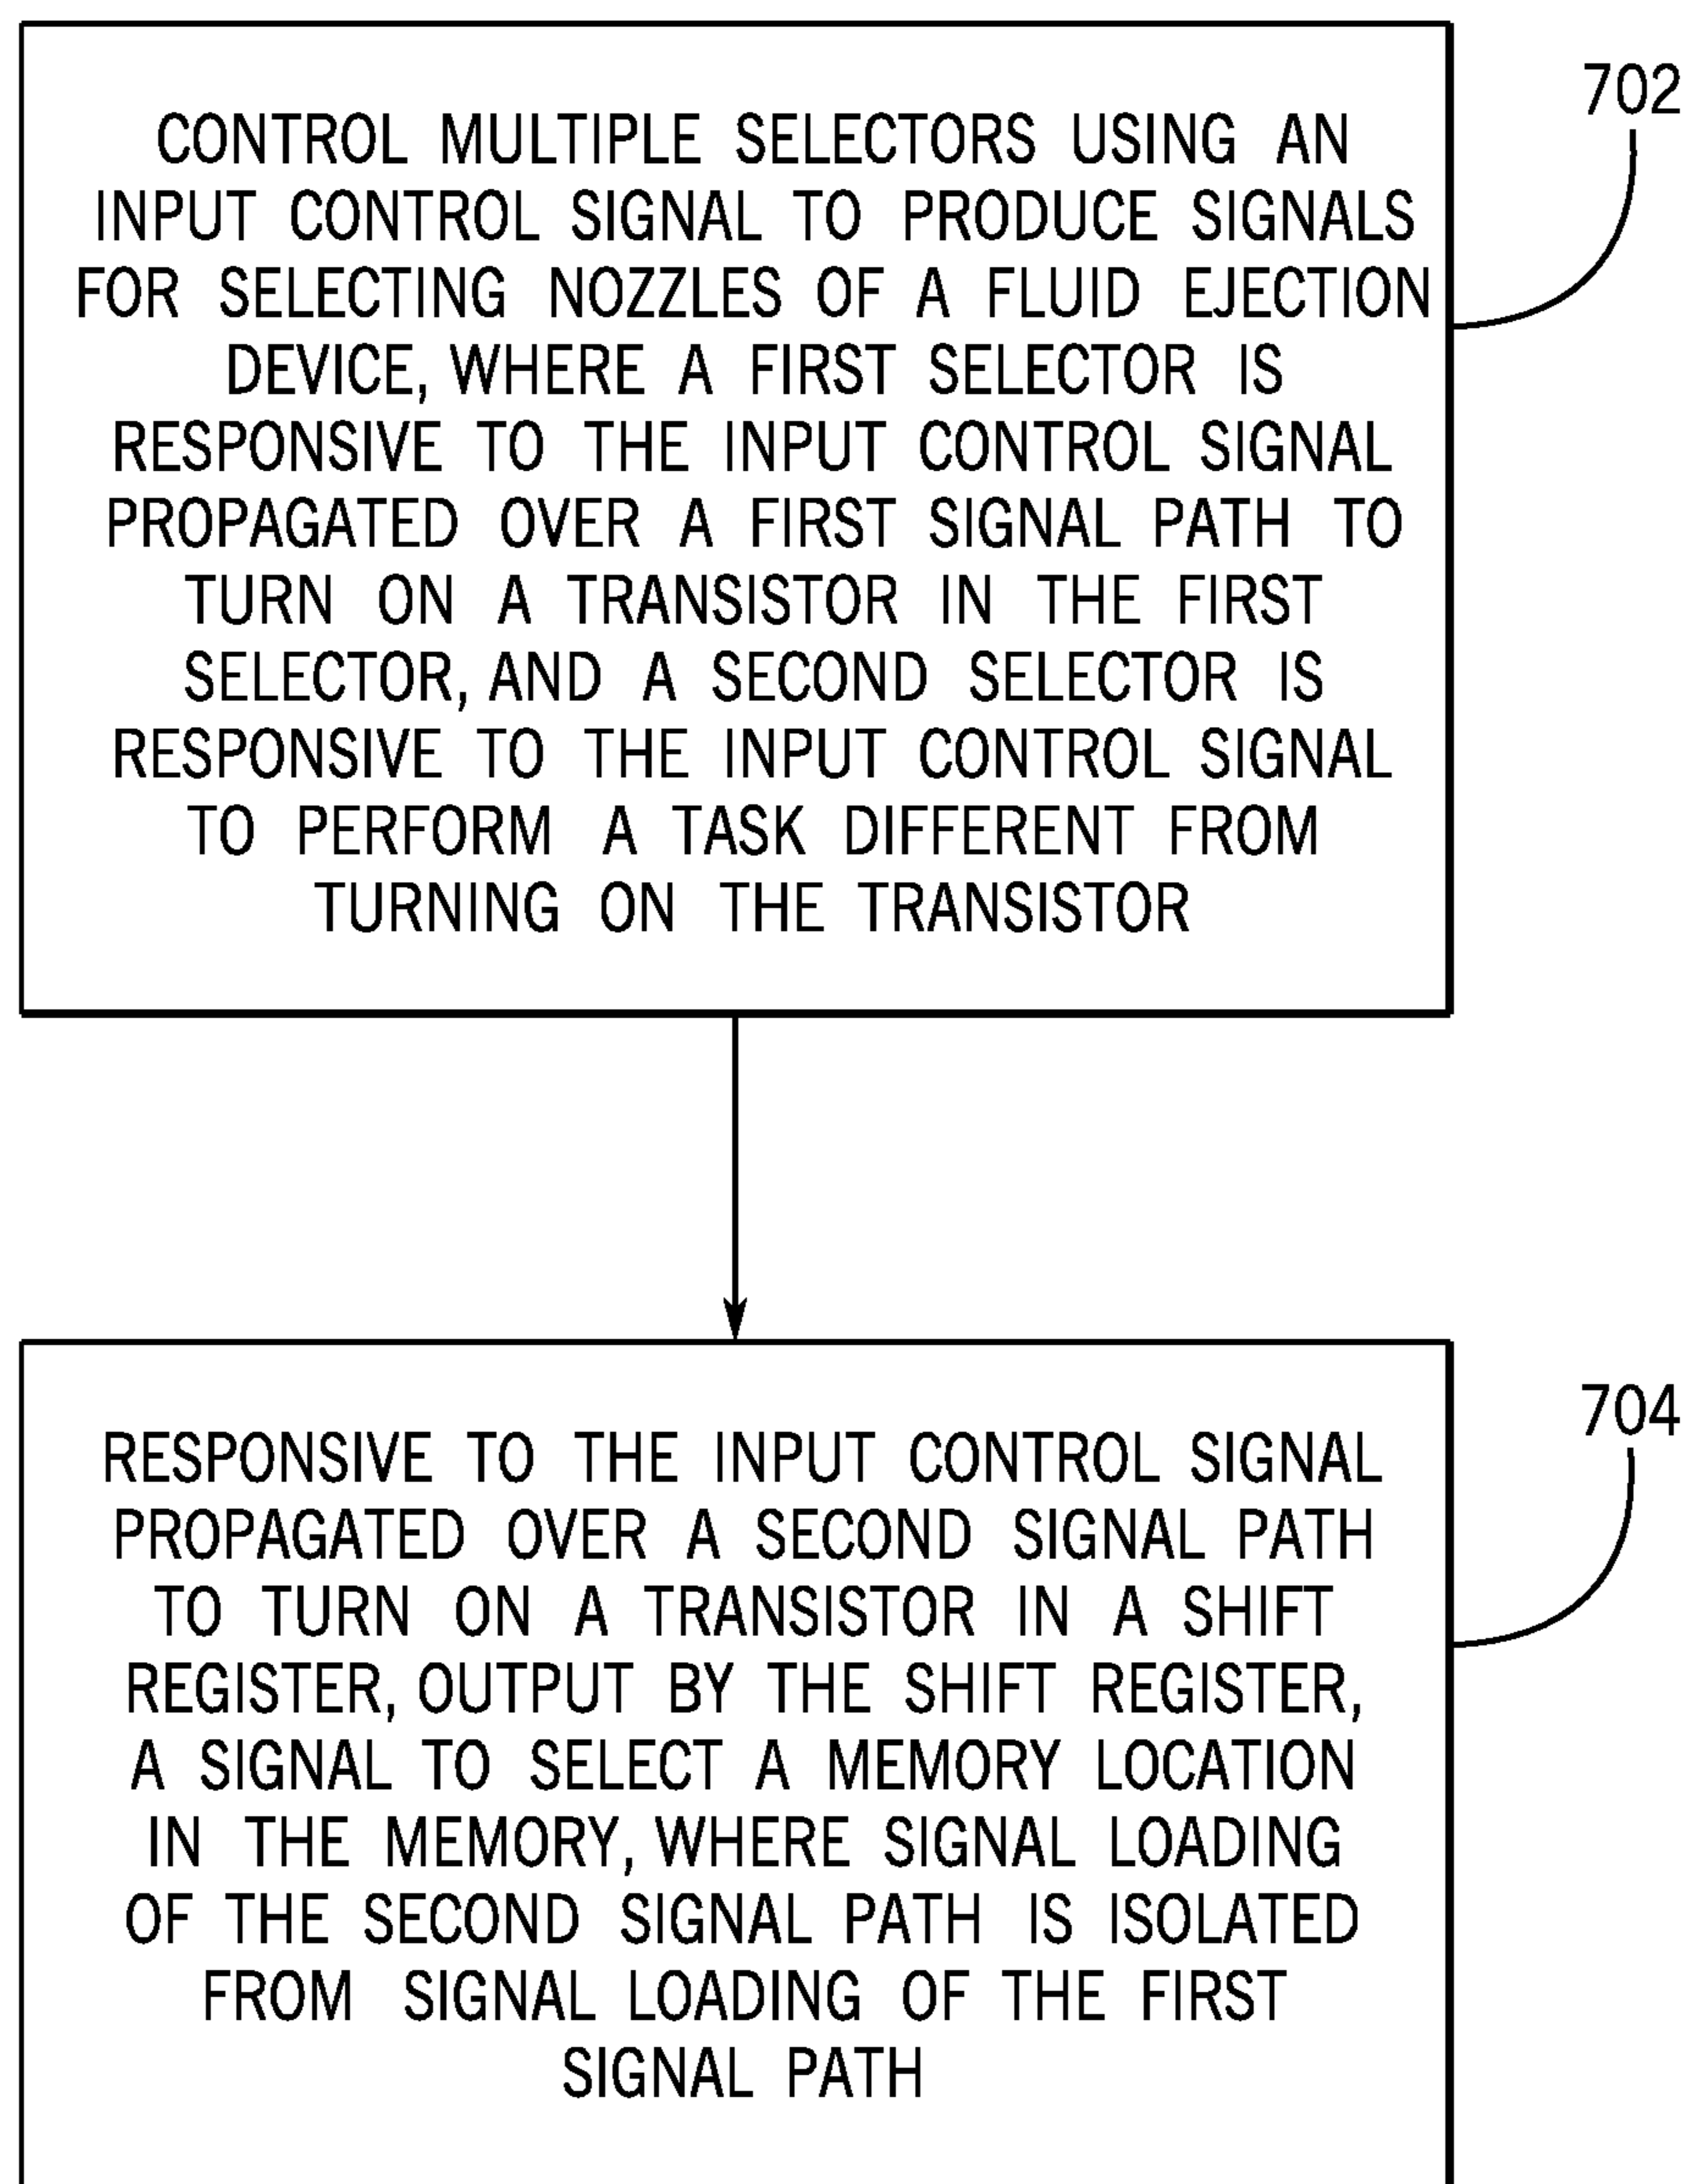 702
CONTROL MULTIPLE SELECTORS USING AN
INPUT CONTROL SIGNAL TO PRODUCE SIGNALS
FOR SELECTING NOZZLES OF A FLUID EJECTION
DEVICE, WHERE A FIRST SELECTOR IS
RESPONSIVE TO THE INPUT CONTROL SIGNAL
PROPAGATED OVER A FIRST SIGNAL PATH TO
TURN ON A TRANSISTOR IN THE FIRST
SELECTOR, AND A SECOND SELECTOR IS
RESPONSIVE TO THE INPUT CONTROL SIGNAL
TO PERFORM A TASK DIFFERENT FROM
TURNING ON THE TRANSISTOR
704
RESPONSIVE TO THE INPUT CONTROL SIGNAL
PROPAGATED OVER A SECOND SIGNAL PATH
TO TURN ON A TRANSISTOR IN A SHIFT
REGISTER, OUTPUT BY THE SHIFT REGISTER,
A SIGNAL TO SELECT A MEMORY LOCATION
IN THE MEMORY, WHERE SIGNAL LOADING
OF THE SECOND SIGNAL PATH IS ISOLATED
FROM SIGNAL LOADING OF THE FIRST
SIGNAL PATH